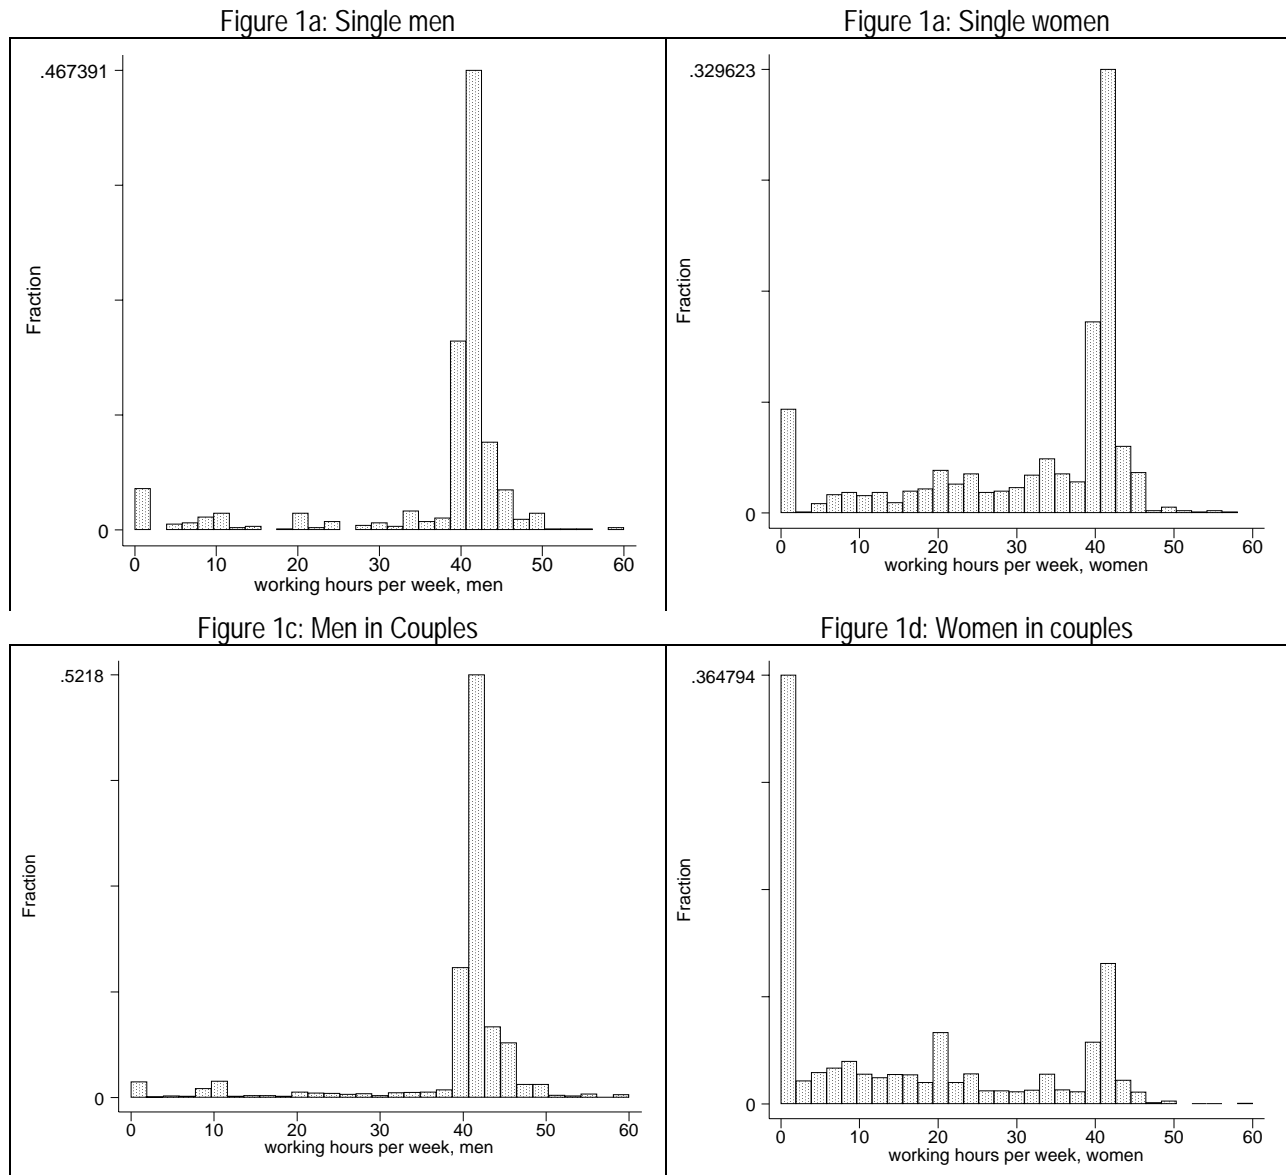 Figure 1a: Single men
.467391
Fraction
0
0 10 20 30 40 50 60
working hours per week, men
Figure 1a: Single women
.329623
Fraction
0
0 10 20 30 40 50 60
working hours per week, women
Figure 1c: Men in Couples
.5218
Fraction
0
0 10 20 30 40 50 60
working hours per week, men
Figure 1d: Women in couples
.364794
Fraction
0
0 10 20 30 40 50 60
working hours per week, women